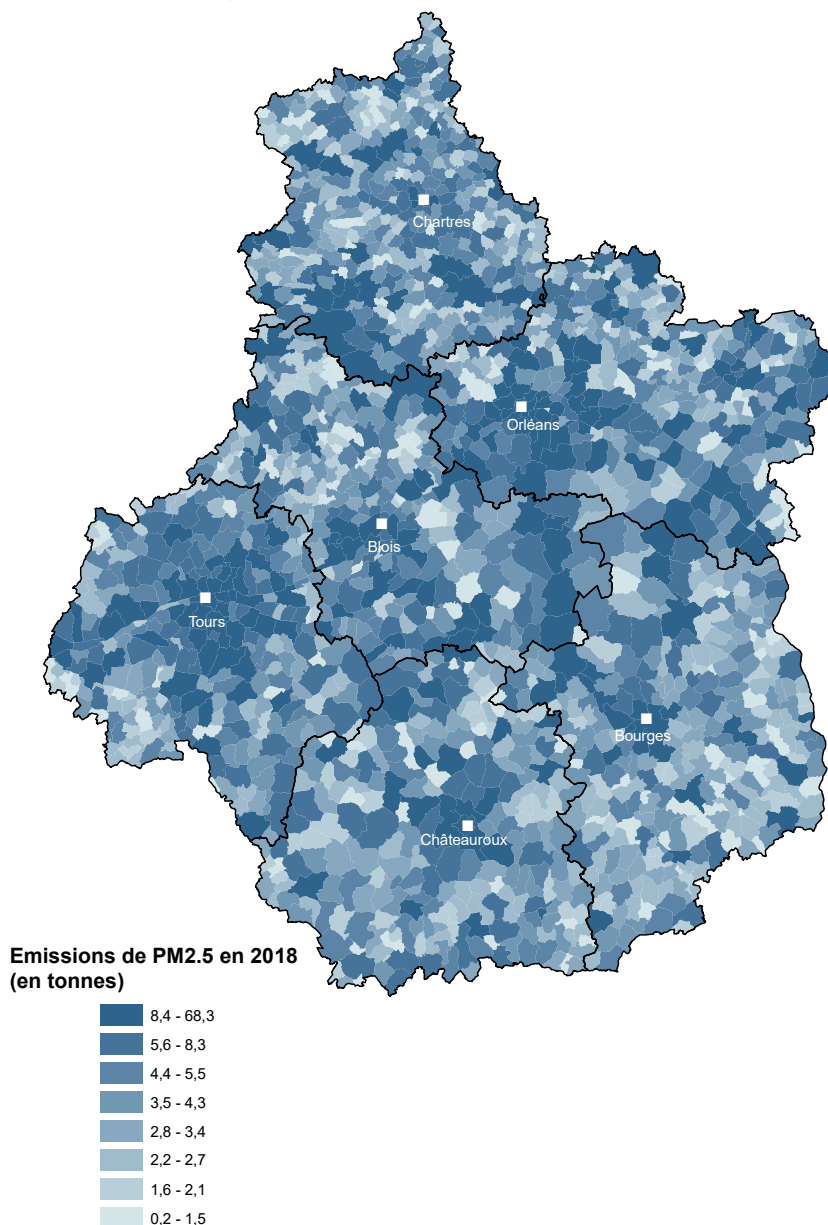 Chartres
Orléans
Blois
Tours
Bourges
Châteauroux
Emissions de PM2.5 en 2018
(en tonnes)
8,4 - 68,3
5,6 - 8,3
4,4 - 5,5
3,5 - 4,3
2,8 - 3,4
2,2 - 2,7
1,6 - 2,1
0,2 - 1,5